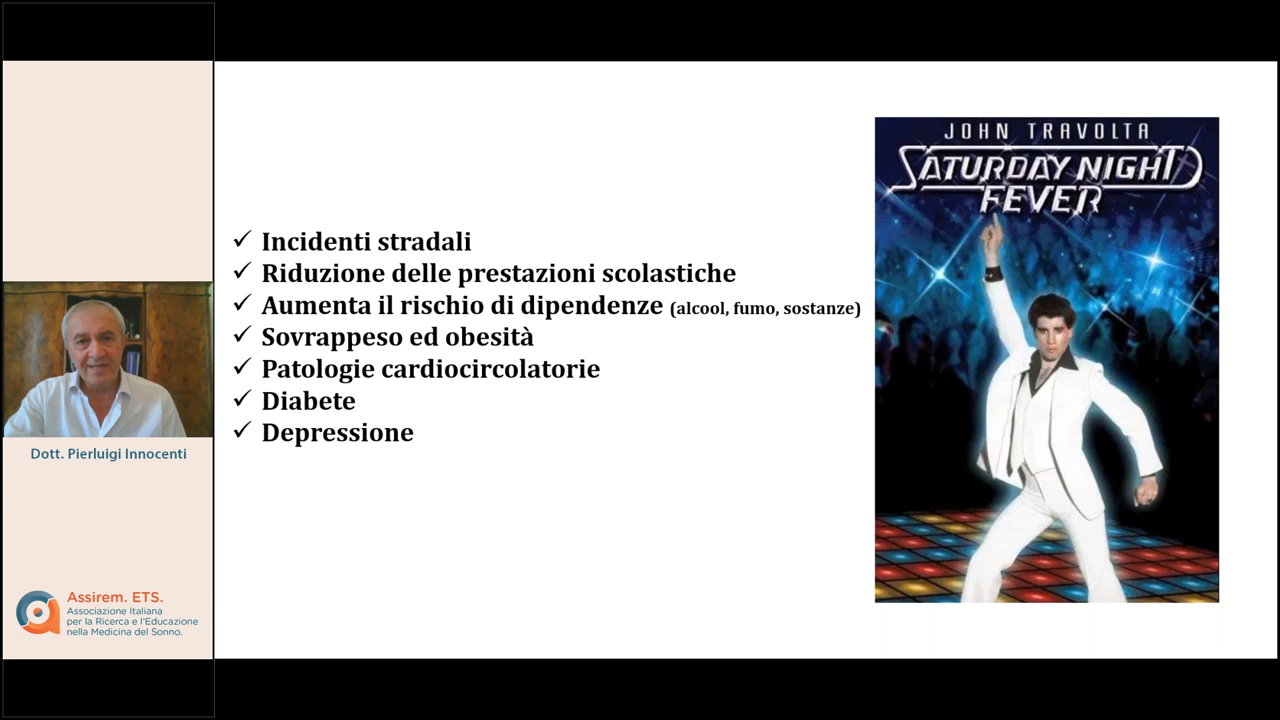 Dott. Pierluigi Innocenti
Assirem. ETS.
Associazione Italiana
per la Ricerca e l'Educazione
nella Medicina del Sonno.
✓ Incidenti stradali
✓ Riduzione delle prestazioni scolastiche
✓ Aumenta il rischio di dipendenze (alcool, fumo, sostanze)
✓ Sovrappeso ed obesità
✓ Patologie cardiocircolatorie
✓ Diabete
✓ Depressione
JOHN TRAVOLTA
SATURDAY NIGHT
FEVER